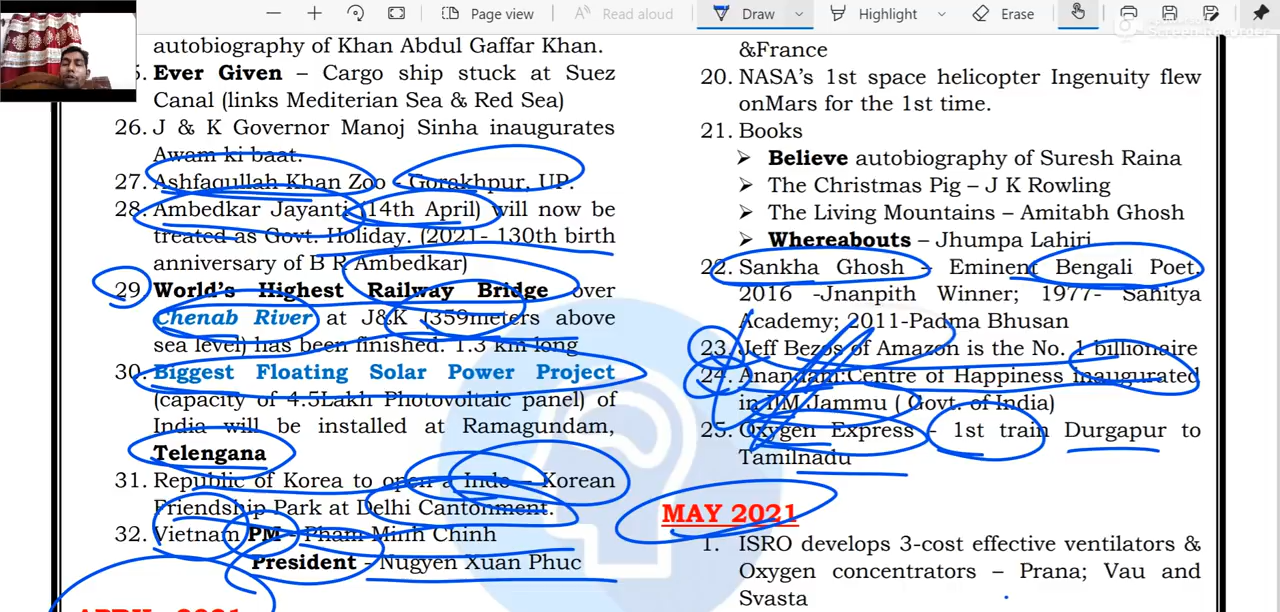 Page view
Read aloud
Draw
Highlight
Erase
Screen Recorder
autobiography of Khan Abdul Gaffar Khan.
Ever Given – Cargo ship stuck at Suez
Canal (links Mediterian Sea & Red Sea)
26. J & K Governor Manoj Sinha inaugurates
Awam ki baat.
27. Ashfaqullah Khan Zoo - Gorakhpur, UP.
28. Ambedkar Jayanti (14th April) will now be
treated as Govt. Holiday. (2021- 130th birth
anniversary of B R Ambedkar)
29 World's Highest Railway Bridge over
Chenab River at J&K (359meters above
sea level) has been finished. 1.3 km long
30. Biggest Floating Solar Power Project
(capacity of 4.5Lakh Photovoltaic panel) of
India will be installed at Ramagundam,
Telengana
31. Republic of Korea to open a Indo – Korean
Friendship Park at Delhi Cantonment.
32. Vietnam PM - Pham Minh Chinh
President - Nugyen Xuan Phuc
APRIL - 2021
&France
20. NASA's 1st space helicopter Ingenuity flew
onMars for the 1st time.
21. Books
➢ Believe autobiography of Suresh Raina
➢ The Christmas Pig – J K Rowling
➢ The Living Mountains – Amitabh Ghosh
➢ Whereabouts – Jhumpa Lahiri
22. Sankha Ghosh – Eminent Bengali Poet,
2016 -Jnanpith Winner; 1977- Sahitya
Academy; 2011-Padma Bhusan
23. Jeff Bezos of Amazon is the No. 1 billionaire
24. Anandam:Centre of Happiness inaugurated
in IIM Jammu ( Govt. of India)
25. Oxygen Express – 1st train Durgapur to
Tamilnadu
MAY 2021
1. ISRO develops 3-cost effective ventilators &
Oxygen concentrators – Prana; Vau and
Svasta